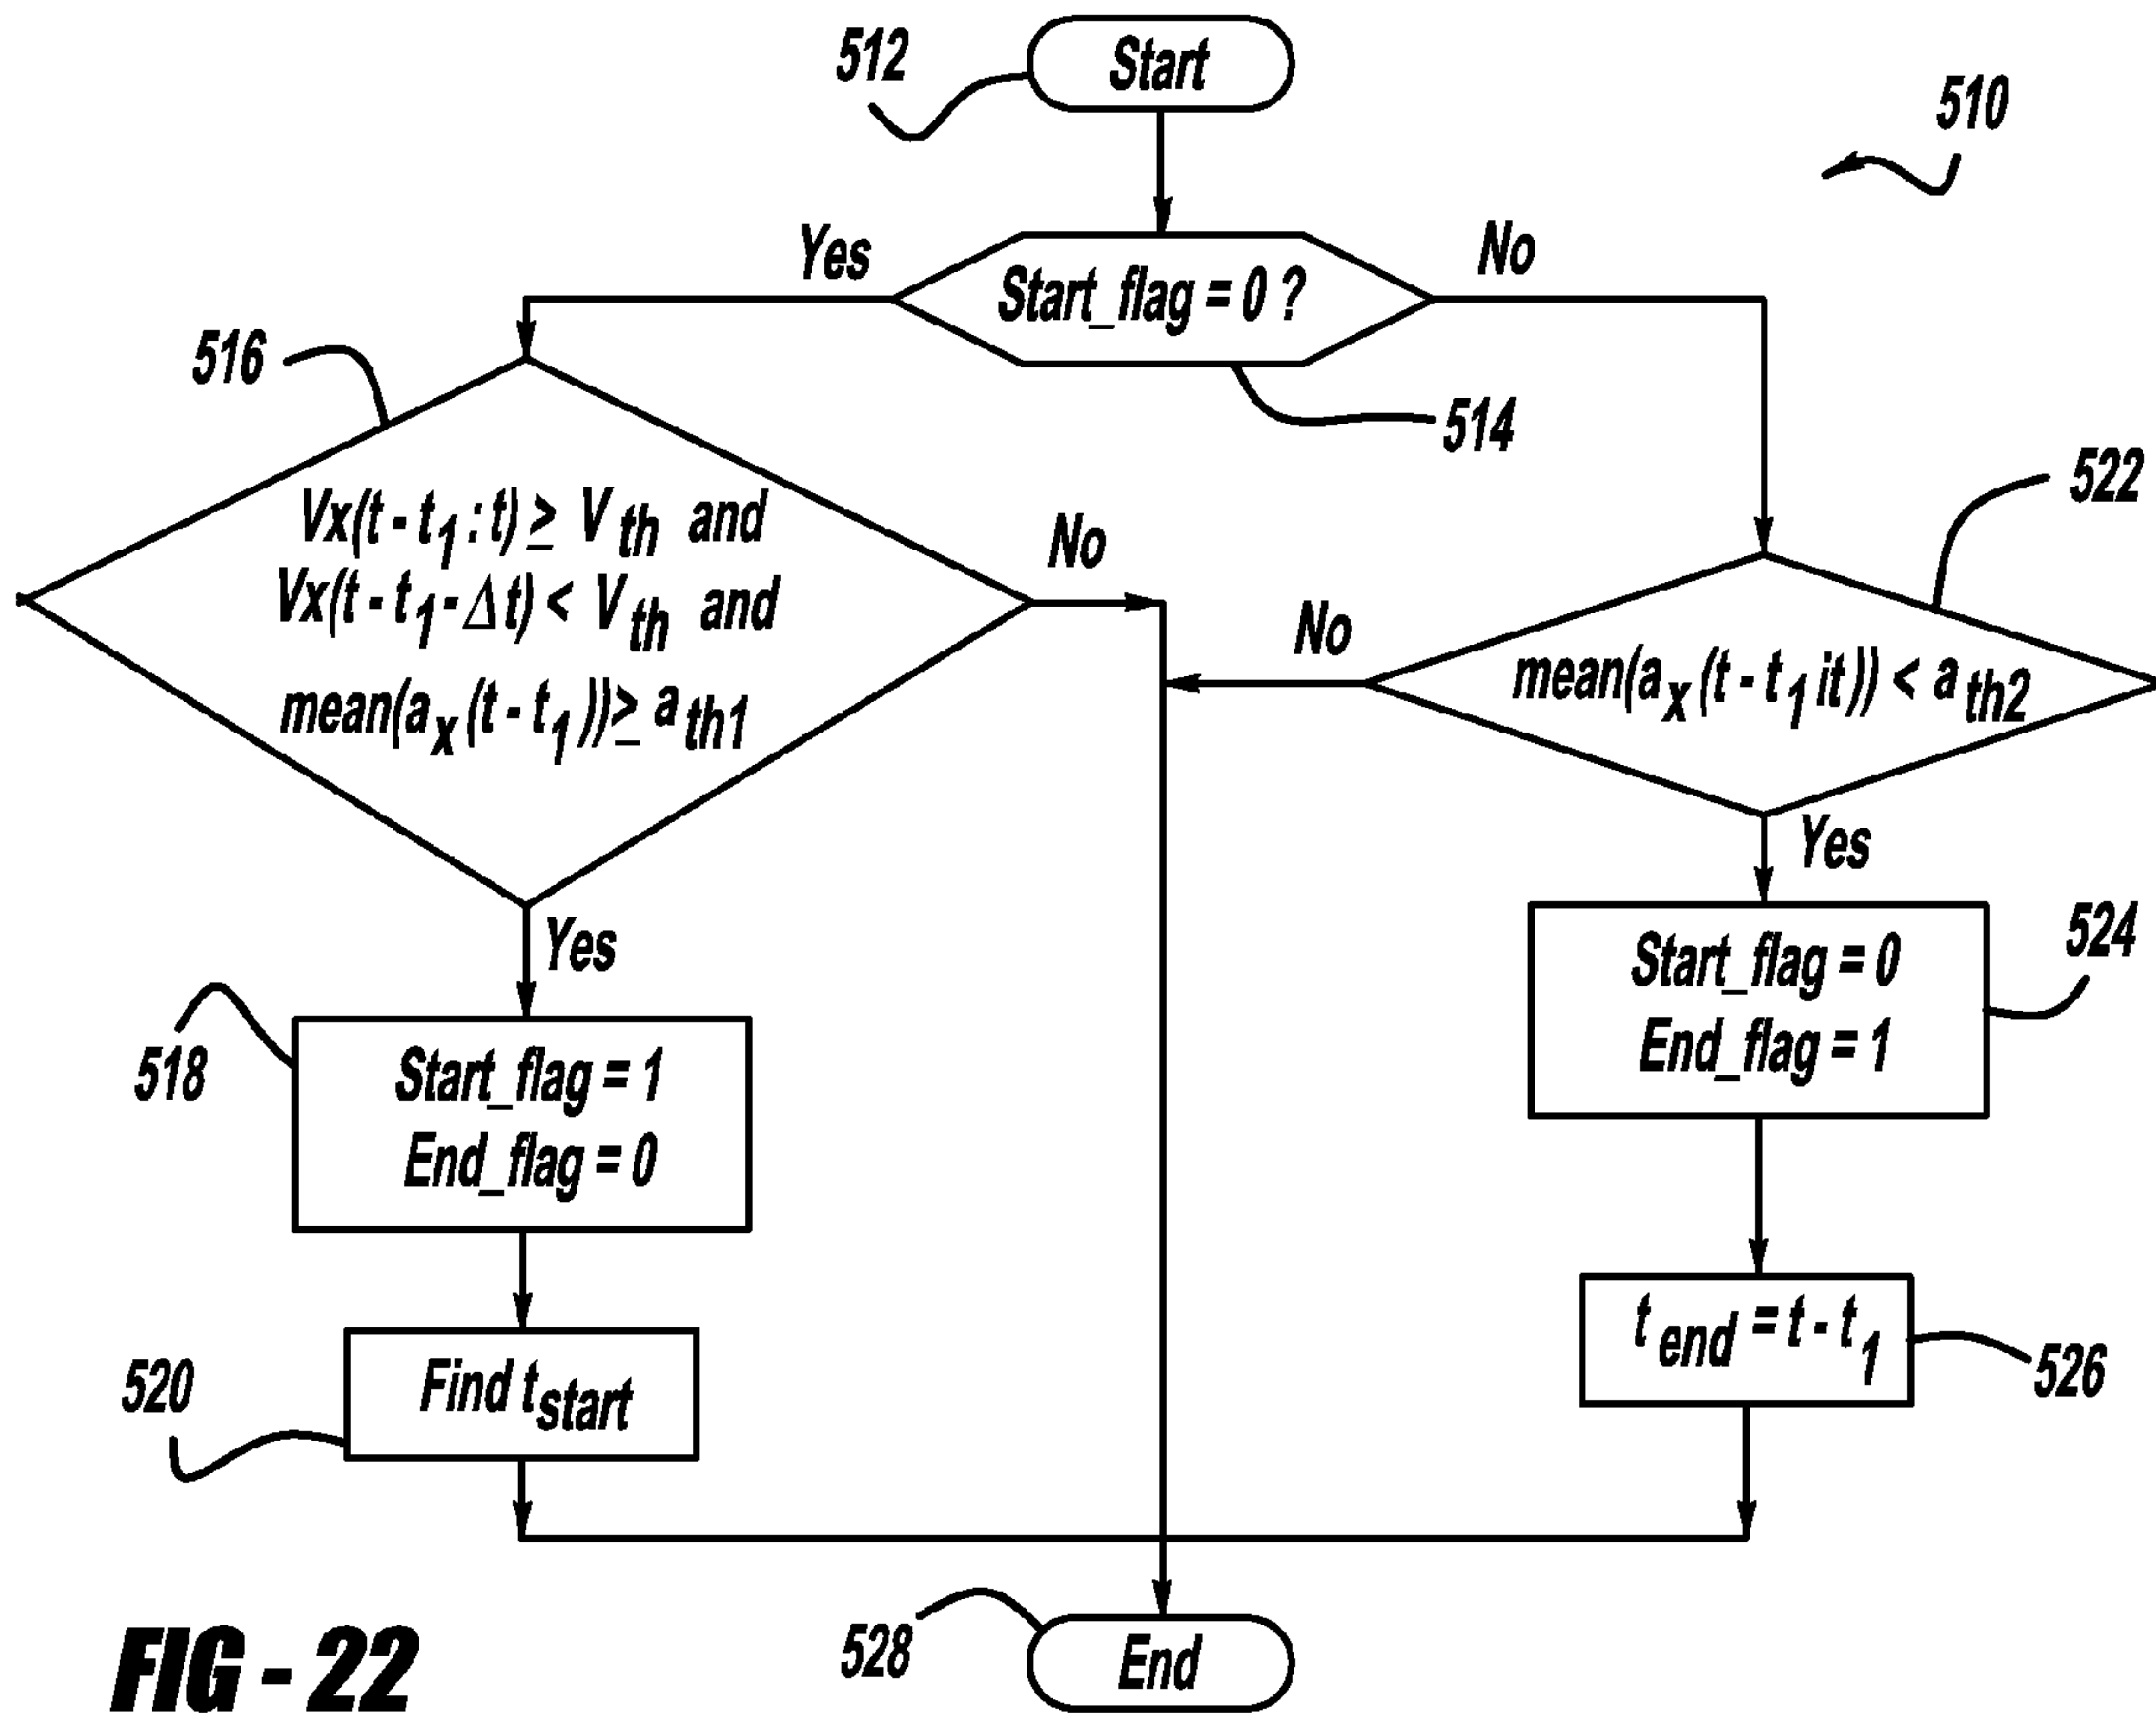 512
Start
510
Yes
No
Start_flag = 0 ?
516
514
522
Vx(t - t1 : t) ≥ Vth and
Vx(t - t1 - Δt) < Vth and
mean(ax (t - t1 )) ≥ ath1
No
No
mean(ax (t - t1 it)) < ath2
Yes
Yes
518
Start_flag = 1
End_flag = 0
Start_flag = 0
End_flag = 1
524
520
Find tstart
tend = t - t1
526
528
End
FIG - 22